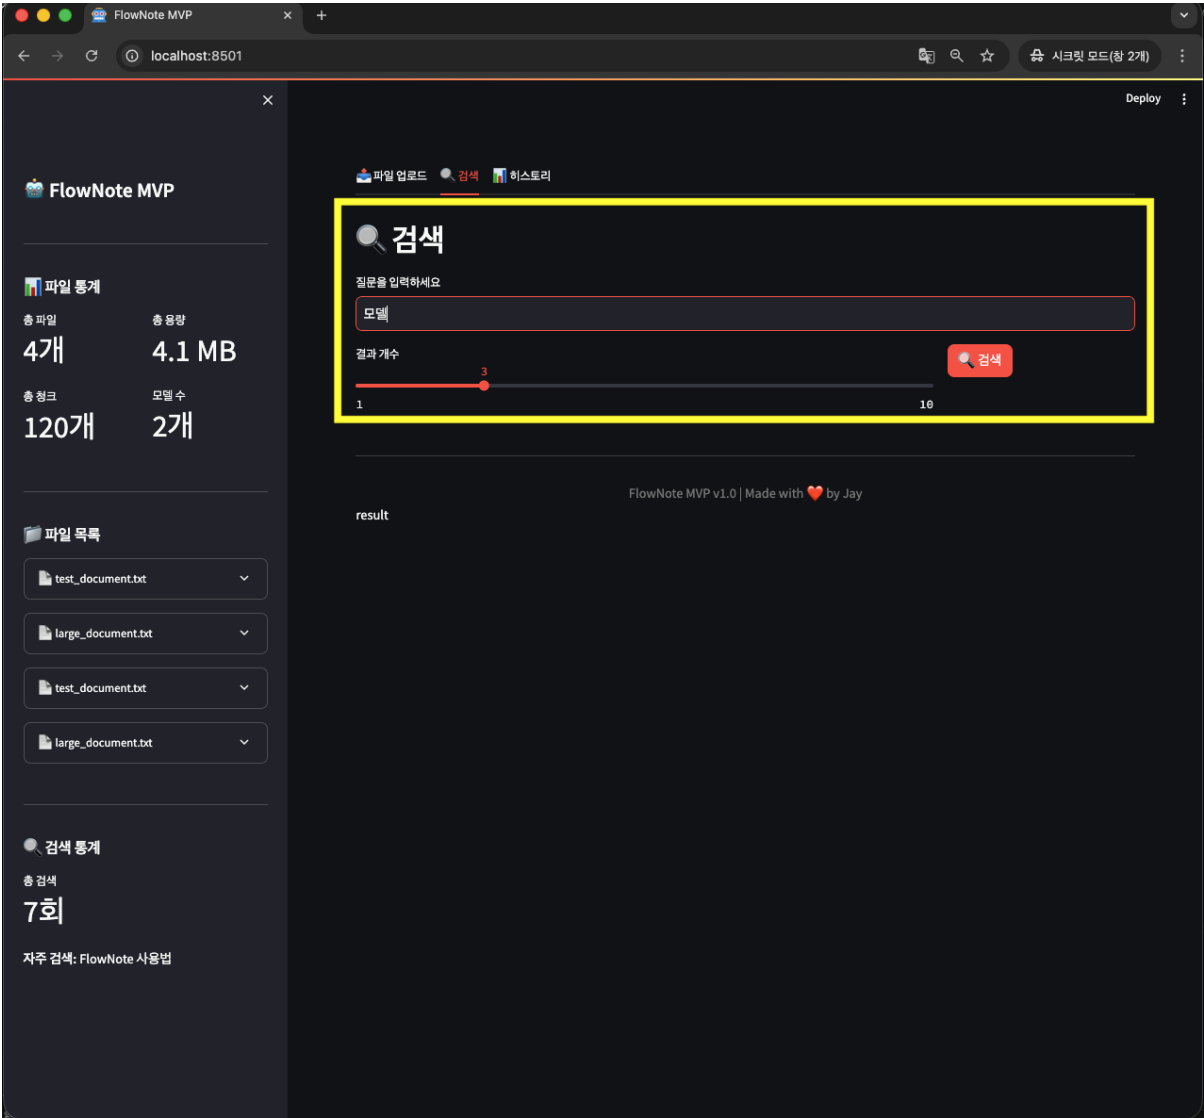 FlowNote MVP
localhost:8501
시크릿 모드(창 2개)
Deploy
FlowNote MVP
파일 통계
총 파일
총 용량
4개
4.1 MB
총 청크
모델 수
120개
2개
파일 목록
test_document.txt
large_document.txt
test_document.txt
large_document.txt
검색 통계
총 검색
7회
자주 검색: FlowNote 사용법
파일 업로드 검색 히스토리
검색
질문을 입력하세요
모델
결과 개수
검색
3
1
10
FlowNote MVP v1.0 | Made with ❤️ by Jay
result